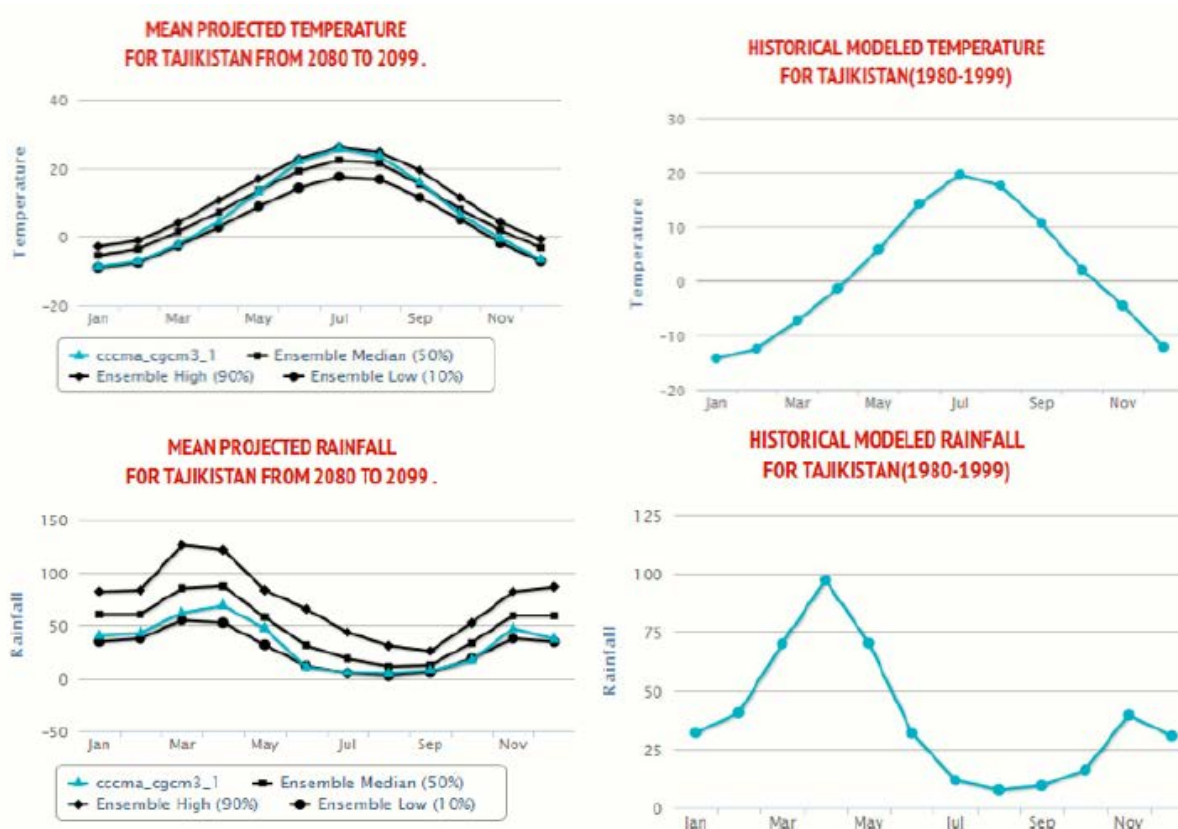 MEAN PROJECTED TEMPERATURE
FOR TAJIKISTAN FROM 2080 TO 2099 .
40
20
0
-20
Temperature
Jan Mar May Jul Sep Nov
cccma_cgcm3_1 Ensemble Median (50%)
Ensemble High (90%) Ensemble Low (10%)
HISTORICAL MODELED TEMPERATURE
FOR TAJIKISTAN(1980-1999)
30
20
10
0
-10
-20
Temperature
Jan Mar May Jul Sep Nov
MEAN PROJECTED RAINFALL
FOR TAJIKISTAN FROM 2080 TO 2099 .
150
100
50
0
-50
Rainfall
Jan Mar May Jul Sep Nov
cccma_cgcm3_1 Ensemble Median (50%)
Ensemble High (90%) Ensemble Low (10%)
HISTORICAL MODELED RAINFALL
FOR TAJIKISTAN(1980-1999)
125
100
75
50
25
0
Rainfall
Jan Mar May Jul Sep Nov